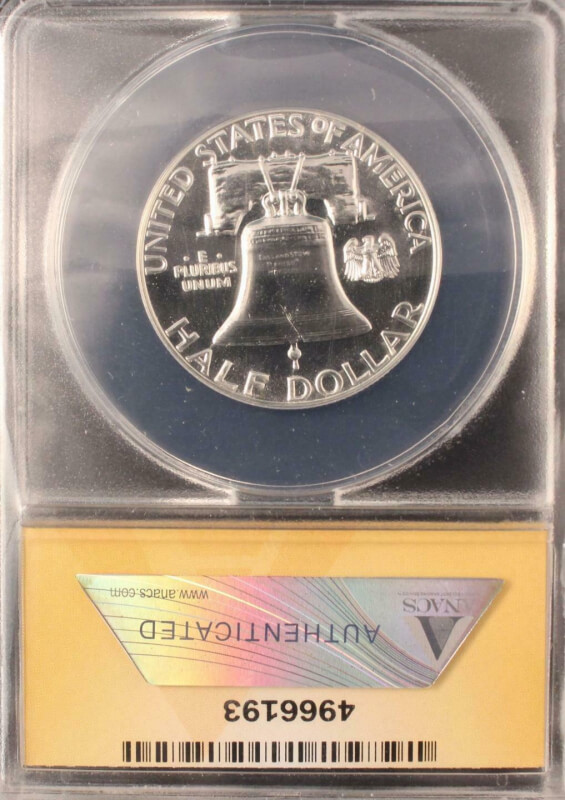 UNITED STATES OF AMERICA
· E ·
PLURIBUS
UNUM
HALF DOLLAR
www.anacs.com
ANACS
AUTHENTICATED
4966193